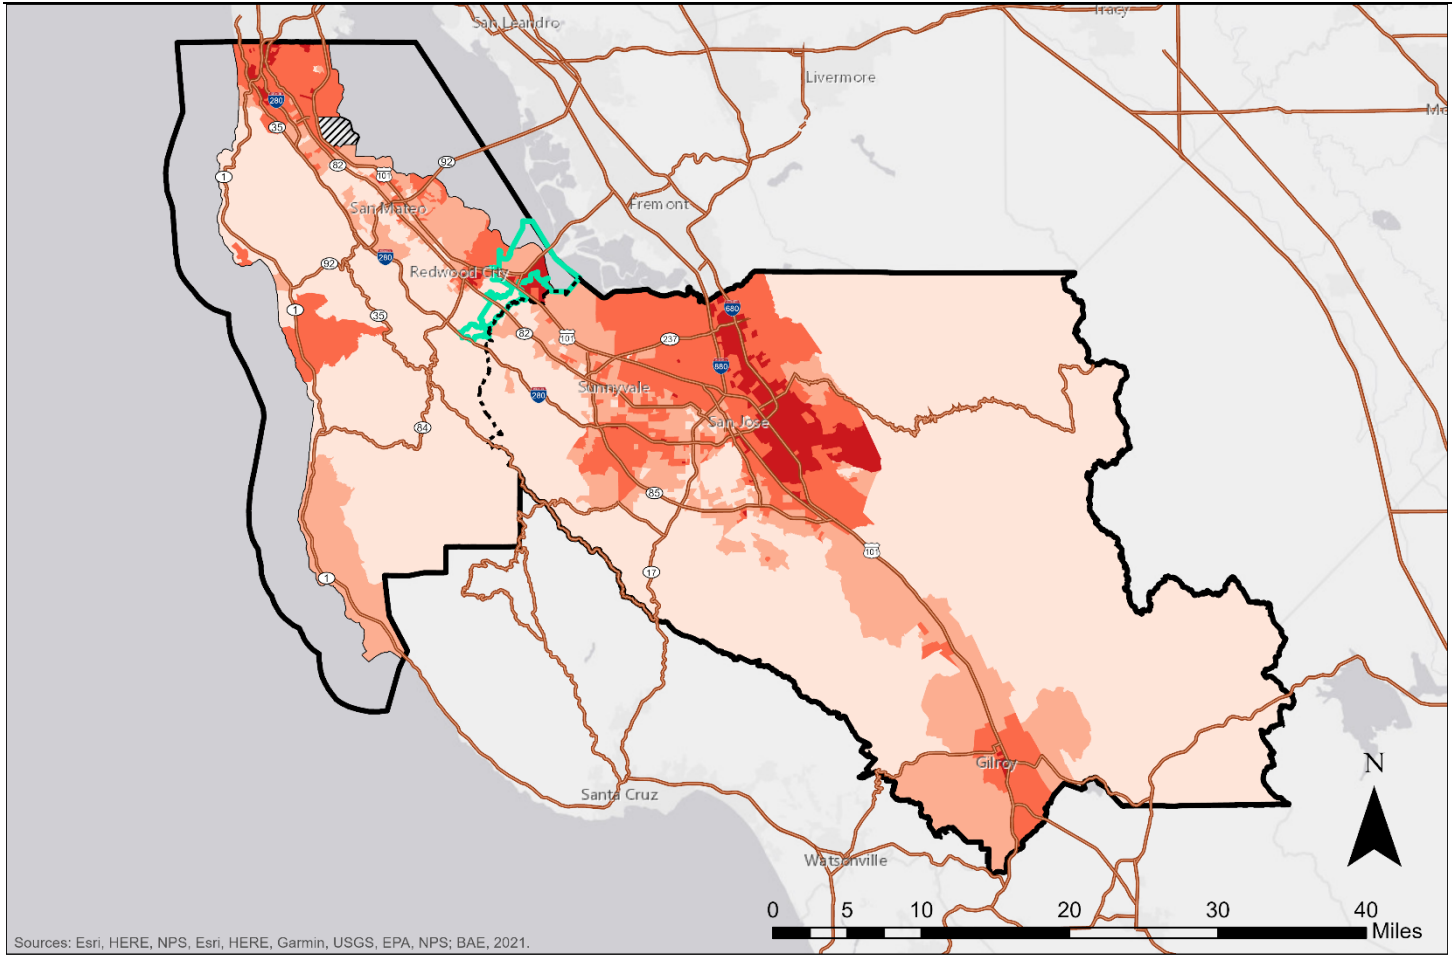 San Leandro
Tracy
Livermore
280
35
82
101
92
1
San Mateo
Fremont
280
92
Redwood City
1
35
680
82
101
237
880
280
Sunnyvale
San Jose
84
85
101
1
17
Gilroy
N
Santa Cruz
Watsonville
0 5 10 20 30 40
Miles
Sources: Esri, HERE, NPS, Esri, HERE, Garmin, USGS, EPA, NPS; BAE, 2021.